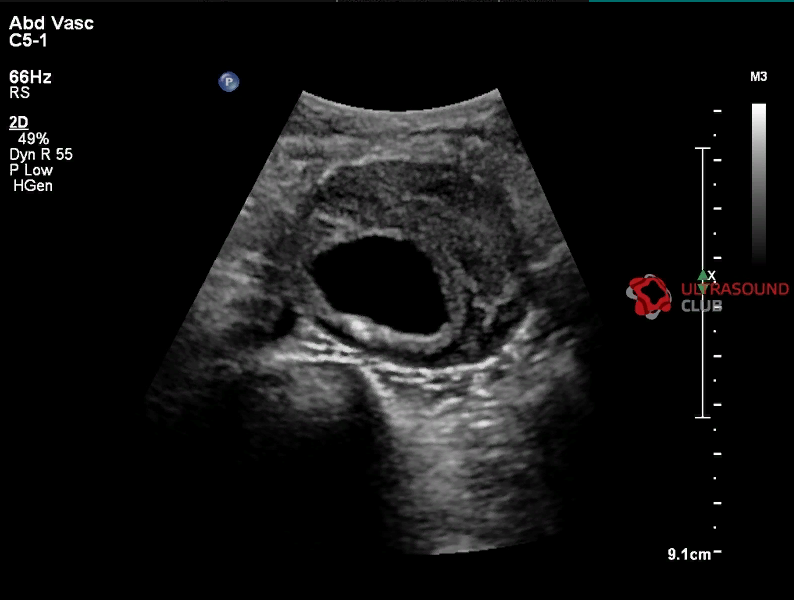 Abd Vasc
C5-1
66Hz
RS
2D
49%
Dyn R 55
P Low
HGen
P
M3
X
ULTRASOUND
CLUB
9.1cm